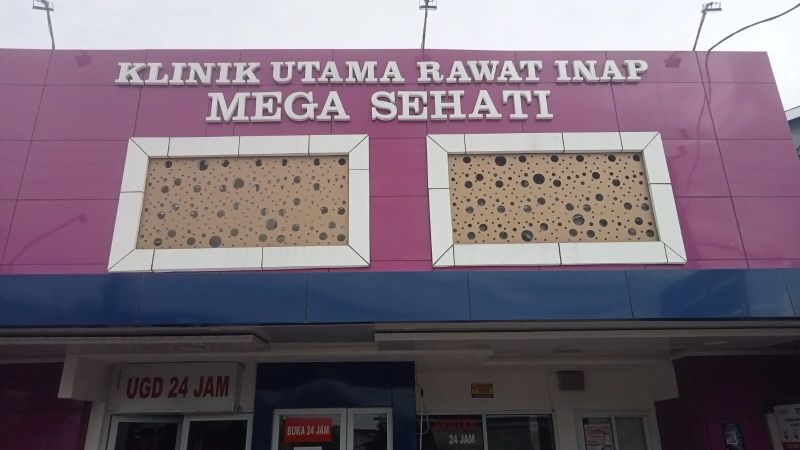 KLINIK UTAMA RAWAT INAP
MEGA SEHATI
UGD 24 JAM
BUKA 24 JAM
24 JAM